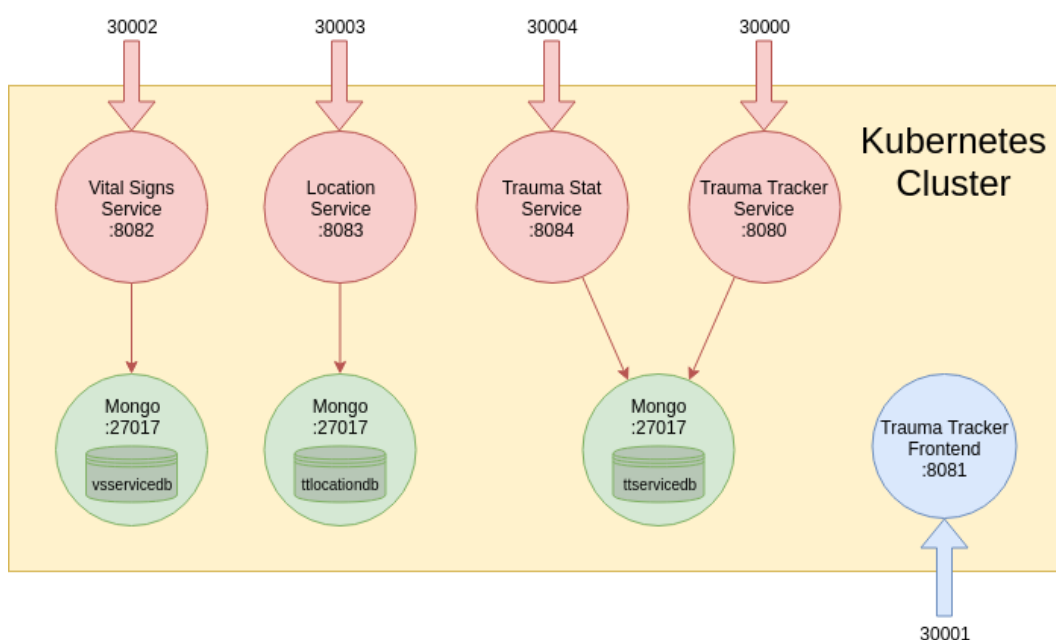 30002
30003
30004
30000
Kubernetes
Cluster
Vital Signs
Service
:8082
Location
Service
:8083
Trauma Stat
Service
:8084
Trauma Tracker
Service
:8080
Mongo
:27017
vsservicedb
Mongo
:27017
ttlocationdb
Mongo
:27017
ttservicedb
Trauma Tracker
Frontend
:8081
30001